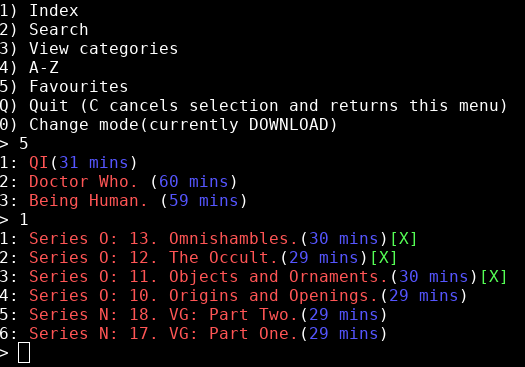 1) Index
2) Search
3) View categories
4) A-Z
5) Favourites
Q) Quit (C cancels selection and returns this menu)
0) Change mode(currently DOWNLOAD)
> 5
1: QI(31 mins)
2: Doctor Who. (60 mins)
3: Being Human. (59 mins)
> 1
1: Series O: 13. Omnishambles.(30 mins)[X]
2: Series O: 12. The Occult.(29 mins)[X]
3: Series O: 11. Objects and Ornaments.(30 mins)[X]
4: Series O: 10. Origins and Openings.(29 mins)
5: Series N: 18. VG: Part Two.(29 mins)
6: Series N: 17. VG: Part One.(29 mins)
>